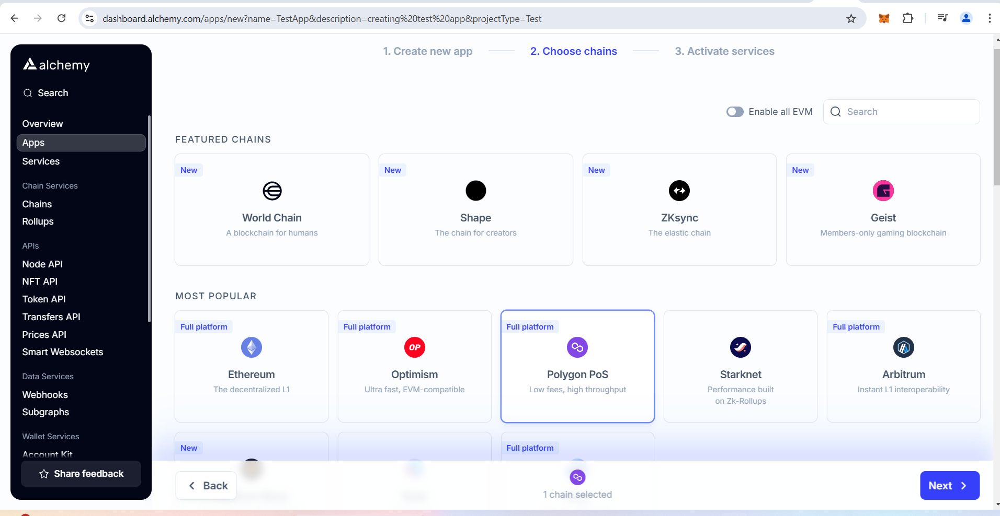 dashboard.alchemy.com/apps/new?name=TestApp&description=creating%20test%20app&projectType=Test
alchemy
Search
Overview
Apps
Services
Chain Services
Chains
Rollups
APIs
Node API
NFT API
Token API
Transfers API
Prices API
Smart Websockets
Data Services
Webhooks
Subgraphs
Wallet Services
Account Kit
Share feedback
1. Create new app
2. Choose chains
3. Activate services
Enable all EVM
Search
FEATURED CHAINS
New
World Chain
A blockchain for humans
New
Shape
The chain for creators
New
ZKsync
The elastic chain
New
Geist
Members-only gaming blockchain
MOST POPULAR
Full platform
Ethereum
The decentralized L1
Full platform
OP
Optimism
Ultra fast, EVM-compatible
Full platform
Polygon PoS
Low fees, high throughput
Starknet
Performance built
on Zk-Rollups
Full platform
Arbitrum
Instant L1 interoperability
New
Full platform
Back
1 chain selected
Next